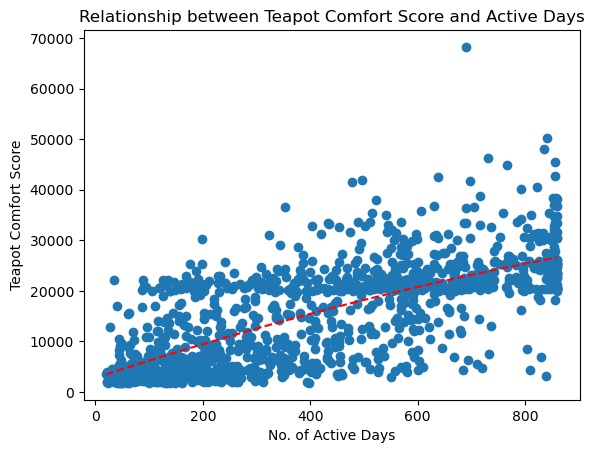 Relationship between Teapot Comfort Score and Active Days
70000
60000
50000
40000
30000
20000
10000
0
Teapot Comfort Score
0 200 400 600 800
No. of Active Days